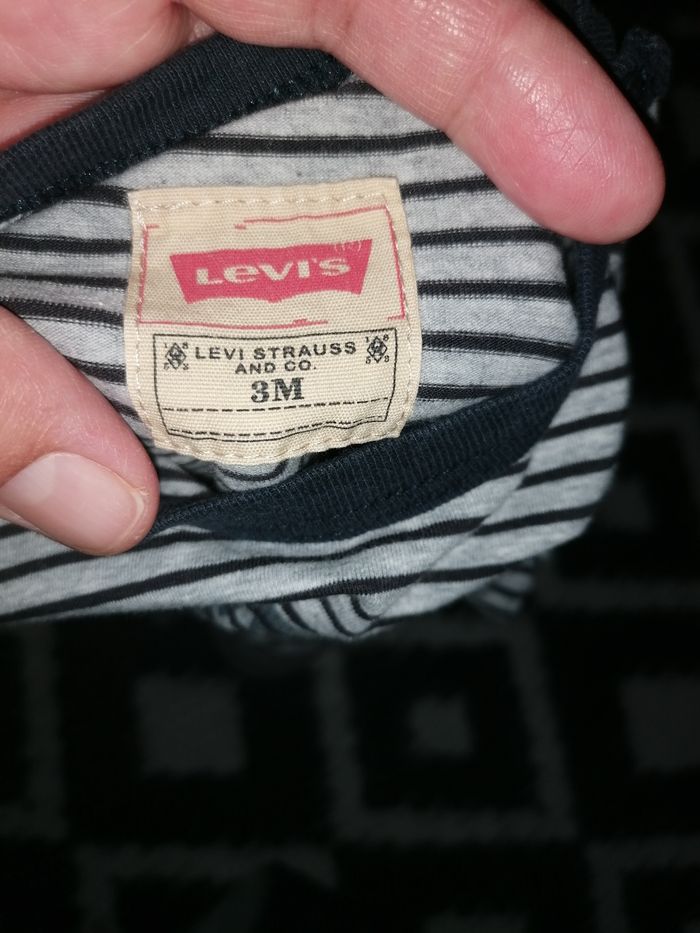 LEVI'S
LEVI STRAUSS
AND CO.
3M